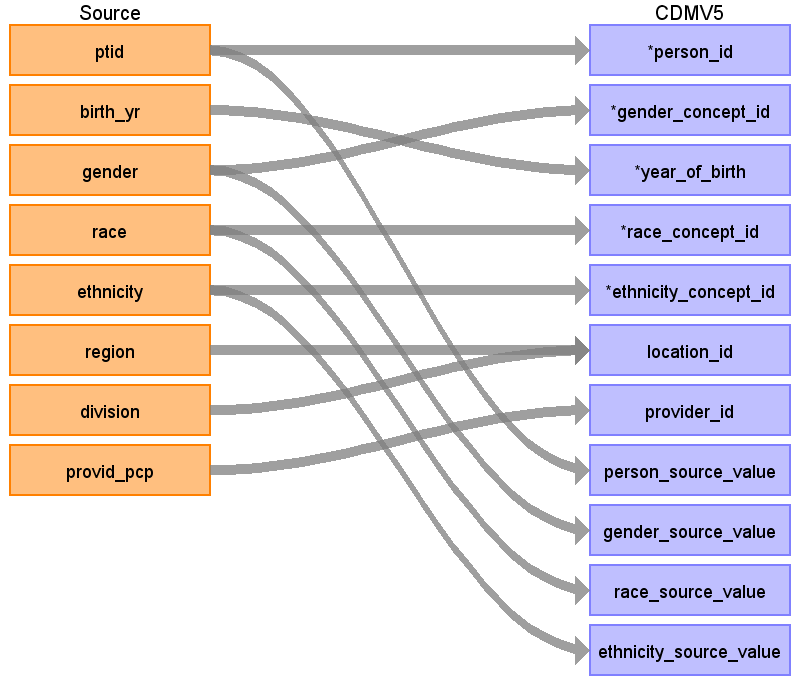 Source CDMV5
ptid *person_id
birth_yr *gender_concept_id
gender *year_of_birth
race *race_concept_id
ethnicity *ethnicity_concept_id
region location_id
division provider_id
provid_pcp person_source_value
gender_source_value
race_source_value
ethnicity_source_value